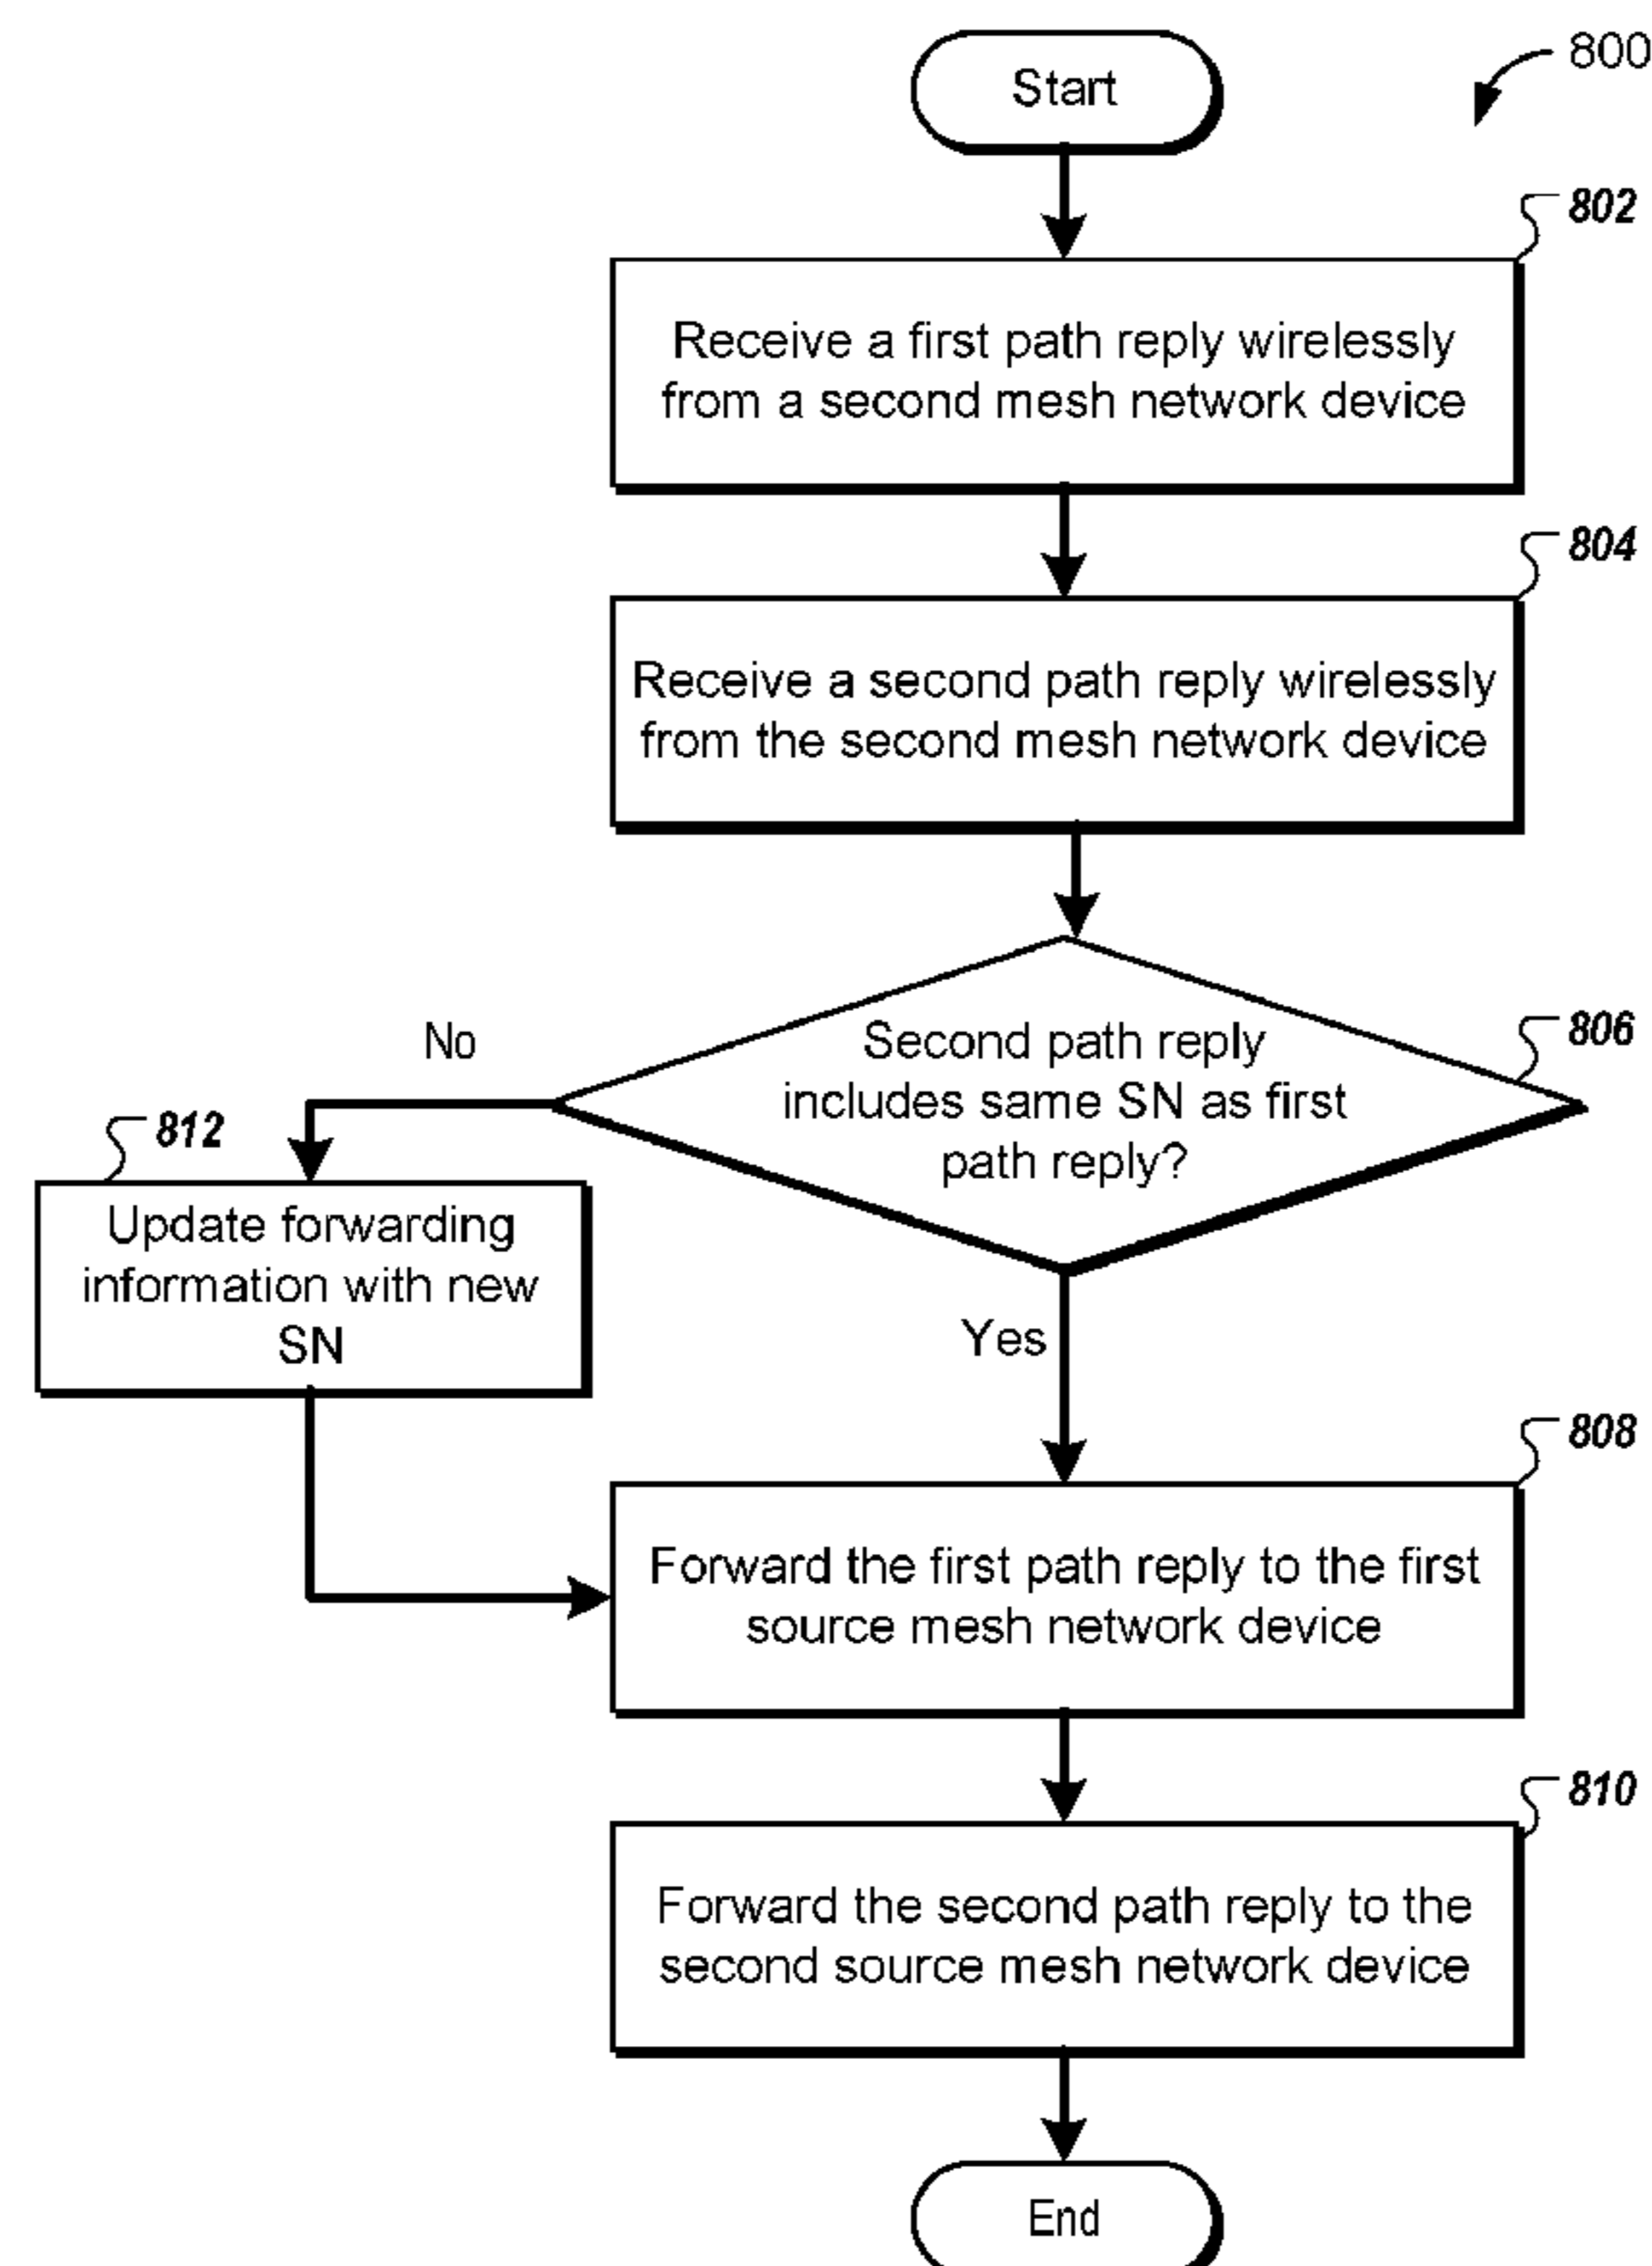 Start
800
802
Receive a first path reply wirelessly
from a second mesh network device
804
Receive a second path reply wirelessly
from the second mesh network device
806
Second path reply
includes same SN as first
path reply?
No
812
Update forwarding
information with new
SN
Yes
808
Forward the first path reply to the first
source mesh network device
810
Forward the second path reply to the
second source mesh network device
End